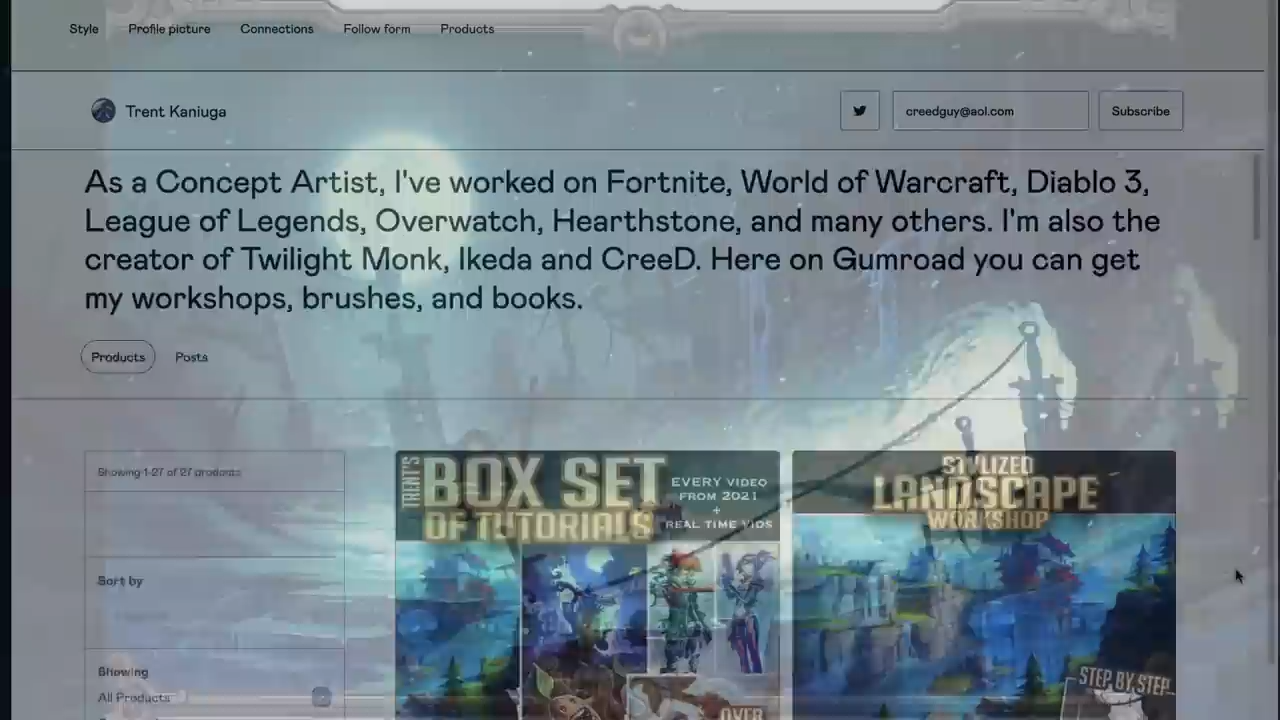 Style Profile picture Connections Follow form Products
Trent Kaniuga
creedguy@aol.com Subscribe
As a Concept Artist, I've worked on Fortnite, World of Warcraft, Diablo 3,
League of Legends, Overwatch, Hearthstone, and many others. I'm also the
creator of Twilight Monk, Ikeda and CreeD. Here on Gumroad you can get
my workshops, brushes, and books.
Products Posts
Showing 1-27 of 27 products
Sort by
Showing
All Products
TRENT'S
BOX SET
OF TUTORIALS
EVERY VIDEO
FROM 2021
+
REAL TIME VIDS
OVER
STYLIZED
LANDSCAPE
WORKSHOP
STEP BY STEP